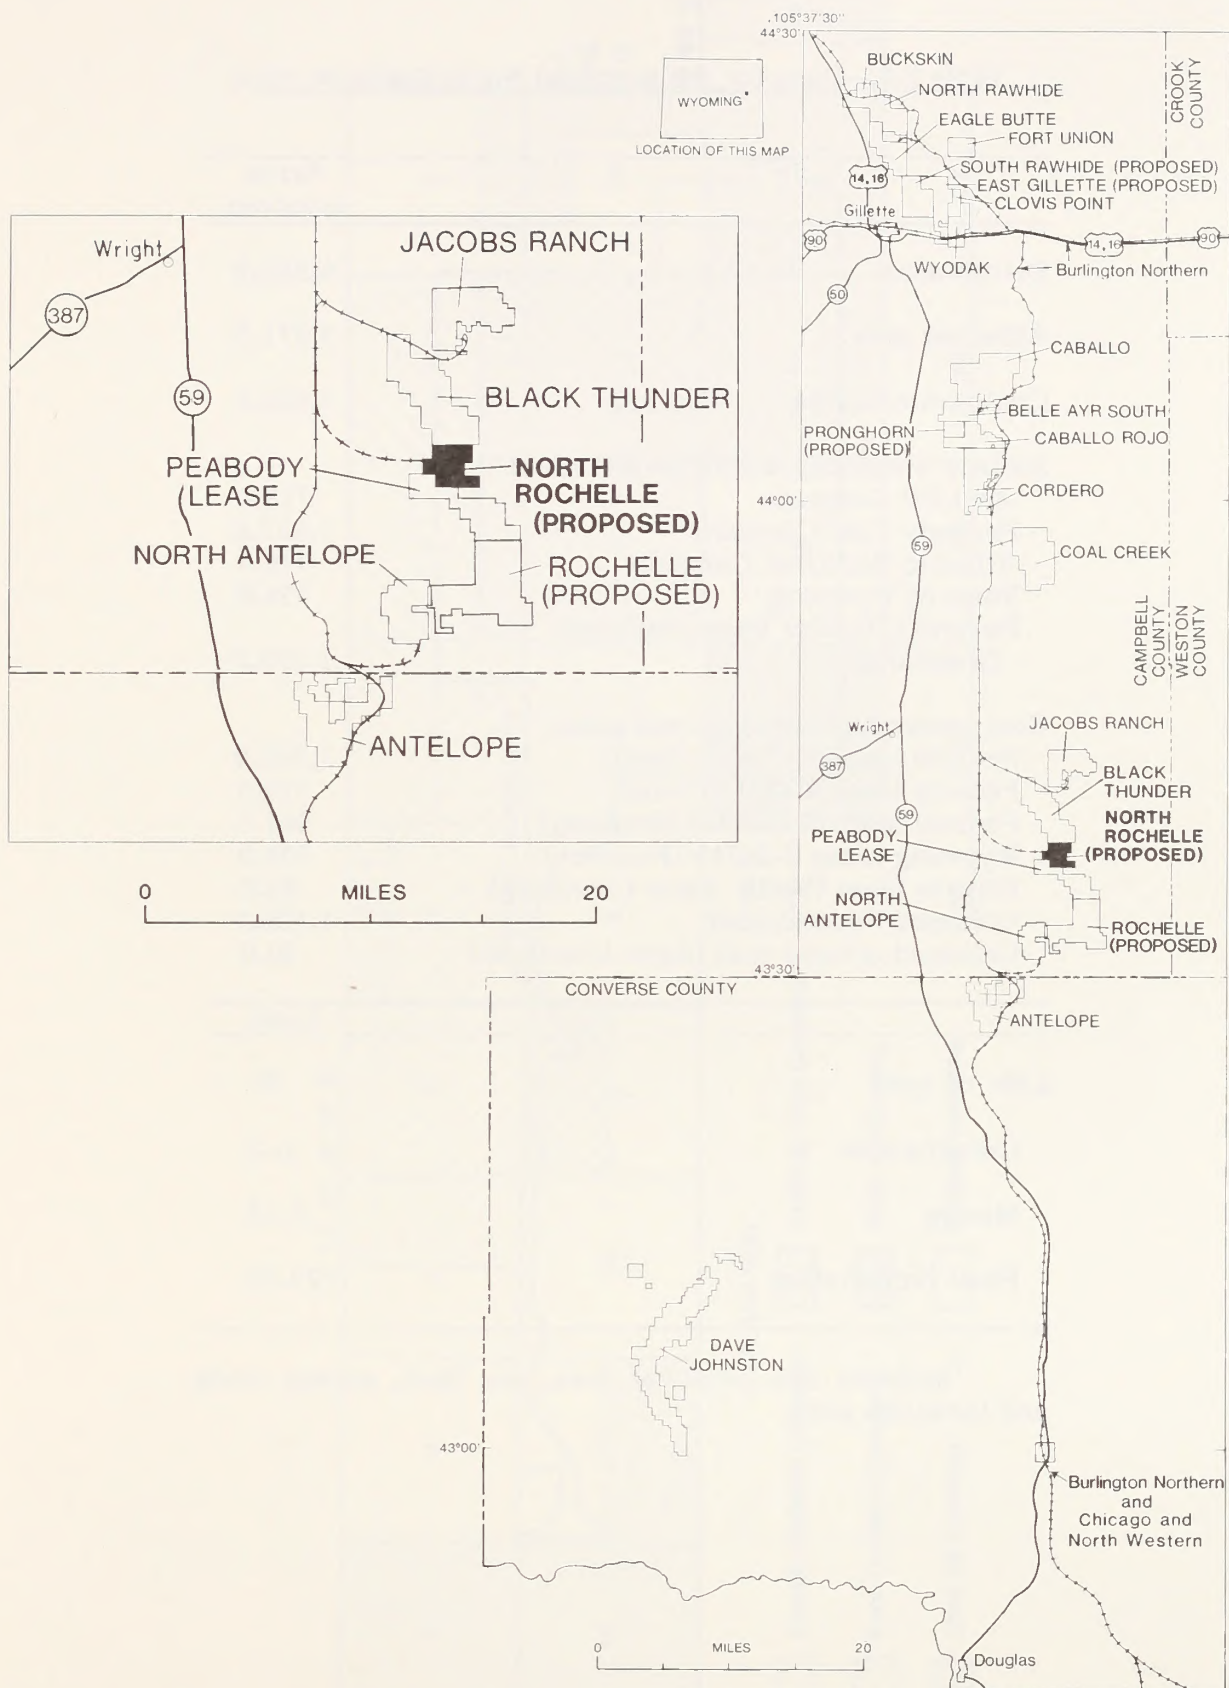 .105°37'30"
44°30'
WYOMING
LOCATION OF THIS MAP
BUCKSKIN
NORTH RAWHIDE
EAGLE BUTTE
FORT UNION
SOUTH RAWHIDE (PROPOSED)
EAST GILLETTE (PROPOSED)
CLOVIS POINT
CROOK
COUNTY
14,16
Gillette
90
WYODAK
14,16
90
Burlington Northern
50
CABALLO
BELLE AYR SOUTH
PRONGHORN
(PROPOSED)
CABALLO ROJO
CORDERO
44°00'
59
COAL CREEK
CAMPBELL
COUNTY
WESTON
COUNTY
Wright
387
JACOBS RANCH
BLACK
THUNDER
59
NORTH
ROCHELLE
(PROPOSED)
PEABODY
LEASE
NORTH
ANTELOPE
ROCHELLE
(PROPOSED)
43°30'
CONVERSE COUNTY
ANTELOPE
DAVE
JOHNSTON
43°00'
Burlington Northern
and
Chicago and
North Western
0 MILES 20
Douglas
Wright
JACOBS RANCH
387
59
BLACK THUNDER
PEABODY
LEASE
NORTH
ROCHELLE
(PROPOSED)
NORTH ANTELOPE
ROCHELLE
(PROPOSED)
ANTELOPE
0 MILES 20